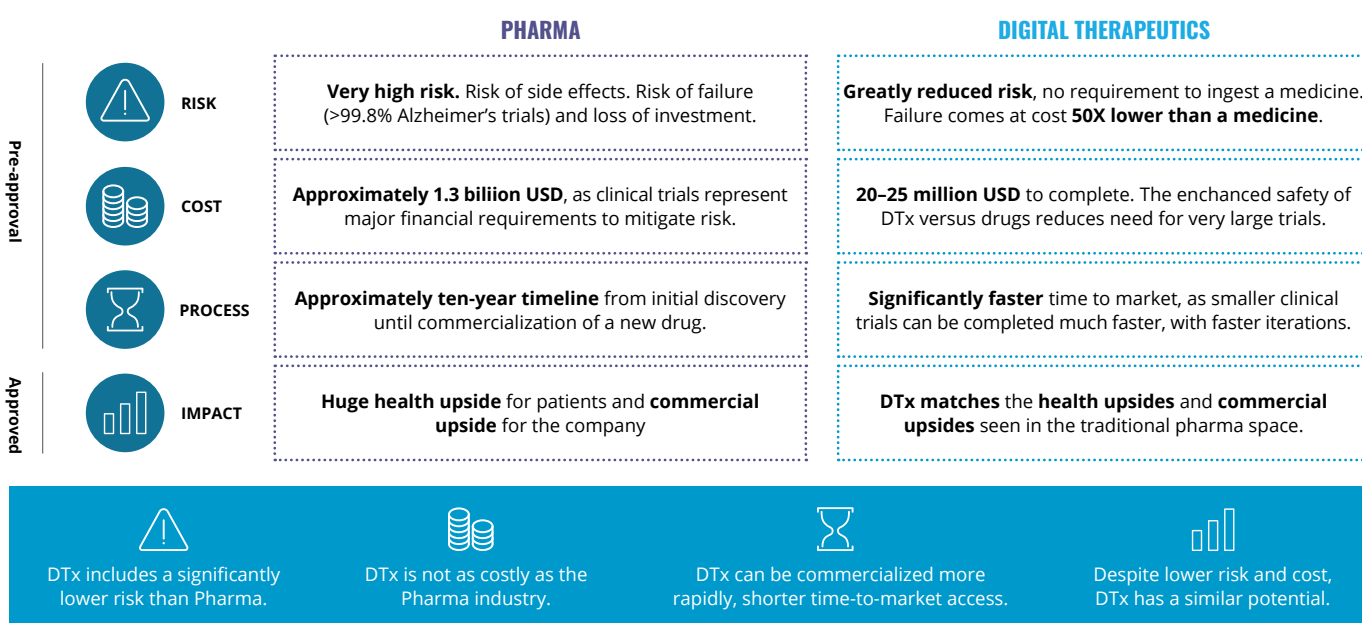 PHARMA
DIGITAL THERAPEUTICS
Pre-approval
RISK
Very high risk. Risk of side effects. Risk of failure
(>99.8% Alzheimer’s trials) and loss of investment.
Greatly reduced risk, no requirement to ingest a medicine.
Failure comes at cost 50X lower than a medicine.
COST
Approximately 1.3 biliion USD, as clinical trials represent
major financial requirements to mitigate risk.
20–25 million USD to complete. The enchanced safety of
DTx versus drugs reduces need for very large trials.
PROCESS
Approximately ten-year timeline from initial discovery
until commercialization of a new drug.
Significantly faster time to market, as smaller clinical
trials can be completed much faster, with faster iterations.
Approved
IMPACT
Huge health upside for patients and commercial
upside for the company
DTx matches the health upsides and commercial
upsides seen in the traditional pharma space.
DTx includes a significantly
lower risk than Pharma.
DTx is not as costly as the
Pharma industry.
DTx can be commercialized more
rapidly, shorter time-to-market access.
Despite lower risk and cost,
DTx has a similar potential.